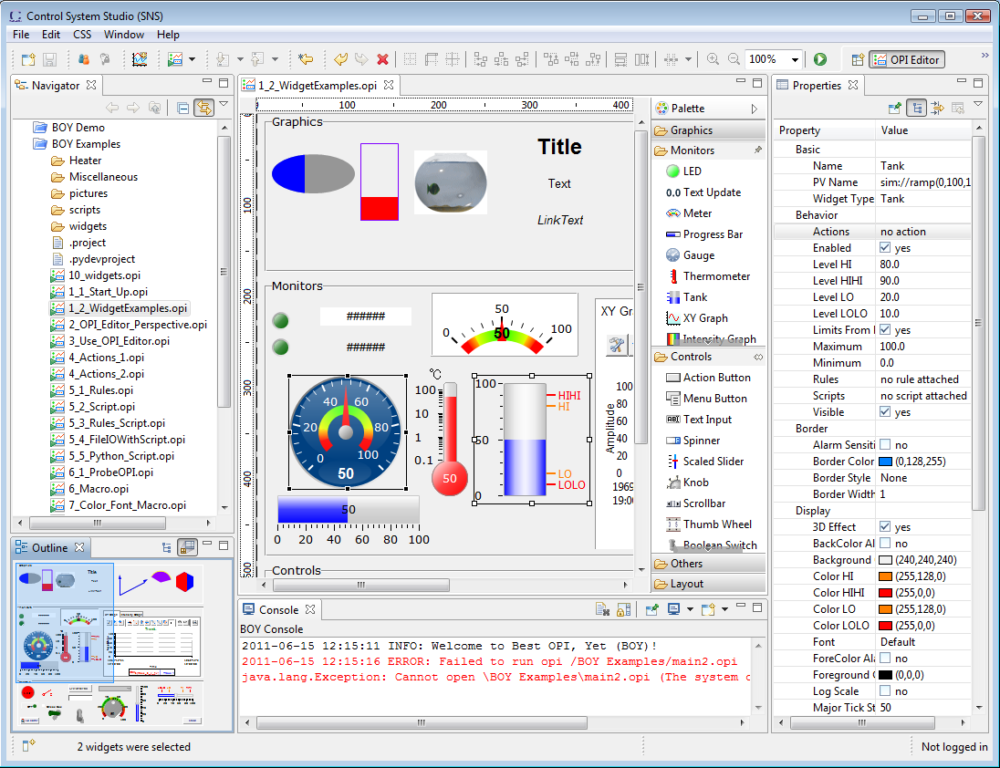 Control System Studio (SNS)
File Edit CSS Window Help
100%
OPI Editor
Navigator
BOY Demo
BOY Examples
Heater
Miscellaneous
pictures
scripts
widgets
.project
.pydevproject
10_widgets.opi
1_1_Start_Up.opi
1_2_WidgetExamples.opi
2_OPI_Editor_Perspective.opi
3_Use_OPI_Editor.opi
4_Actions_1.opi
4_Actions_2.opi
5_1_Rules.opi
5_2_Script.opi
5_3_Rules_Script.opi
5_4_FileIOWithScript.opi
5_5_Python_Script.opi
6_1_ProbeOPI.opi
6_Macro.opi
7_Color_Font_Macro.opi
Outline
1_2_WidgetExamples.opi
0 100 200 300 400
100
200
300
400
500
Graphics
Title
Text
LinkText
Monitors
######
######
0 50 100
50
XY Gra
0 20 40 60 80 100
50
°C
100
10
1
0.1
50
100
50
0
HIHI
HI
LO
LOLO
Amplitude
100
80
60
40
20
0
1969
19:00
50
0 20 40 60 80 100
Controls
Palette
Graphics
Monitors
LED
0.0 Text Update
Meter
Progress Bar
Gauge
Thermometer
Tank
XY Graph
Intensity Graph
Controls
Action Button
Menu Button
Text Input
Spinner
Scaled Slider
Knob
Scrollbar
Thumb Wheel
Boolean Switch
Others
Layout
Console
BOY Console
2011-06-15 12:15:11 INFO: Welcome to Best OPI, Yet (BOY)!
2011-06-15 12:15:16 ERROR: Failed to run opi /BOY Examples/main2.opi
java.lang.Exception: Cannot open \BOY Examples\main2.opi (The system c
Properties
Property Value
Basic
Name Tank
PV Name sim://ramp(0,100,1
Widget Type Tank
Behavior
Actions no action
Enabled yes
Level HI 80.0
Level HIHI 90.0
Level LO 20.0
Level LOLO 10.0
Limits From yes
Maximum 100.0
Minimum 0.0
Rules no rule attached
Scripts no script attached
Visible yes
Border
Alarm Sensiti no
Border Color (0,128,255)
Border Style None
Border Width 1
Display
3D Effect yes
BackColor Al no
Background (240,240,240)
Color HI (255,128,0)
Color HIHI (255,0,0)
Color LO (255,128,0)
Color LOLO (255,0,0)
Font Default
ForeColor Al no
Foreground (0,0,0)
Log Scale no
Major Tick St 50
2 widgets were selected
Not logged in